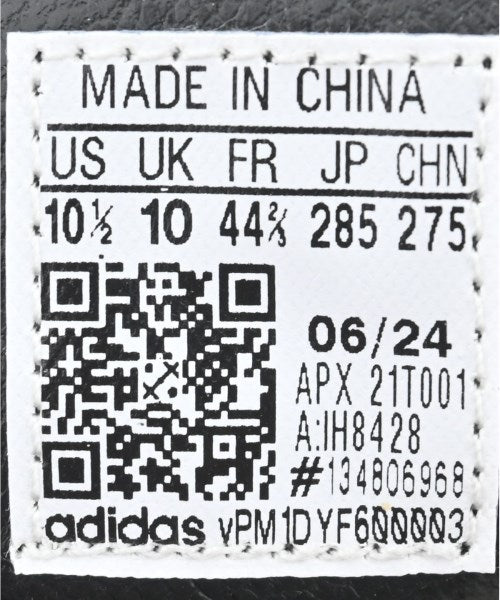 MADE IN CHINA
US UK FR JP CHN
10½ 10 44⅔ 285 275
06/24
APX 21T001
A:IH8428
#134806968
adidas vPM1DYF600003